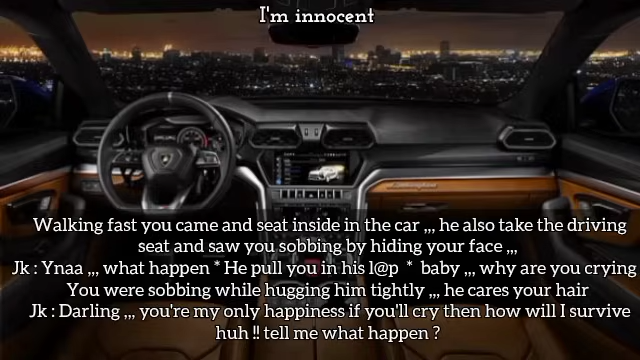 I'm innocent
Lamborghini
Walking fast you came and seat inside in the car ,,, he also take the driving
seat and saw you sobbing by hiding your face ,,,
Jk : Ynaa ,,, what happen * He pull you in his l@p * baby ,,, why are you crying
You were sobbing while hugging him tightly ,,, he cares your hair
Jk : Darling ,,, you're my only happiness if you'll cry then how will I survive
huh !! tell me what happen ?